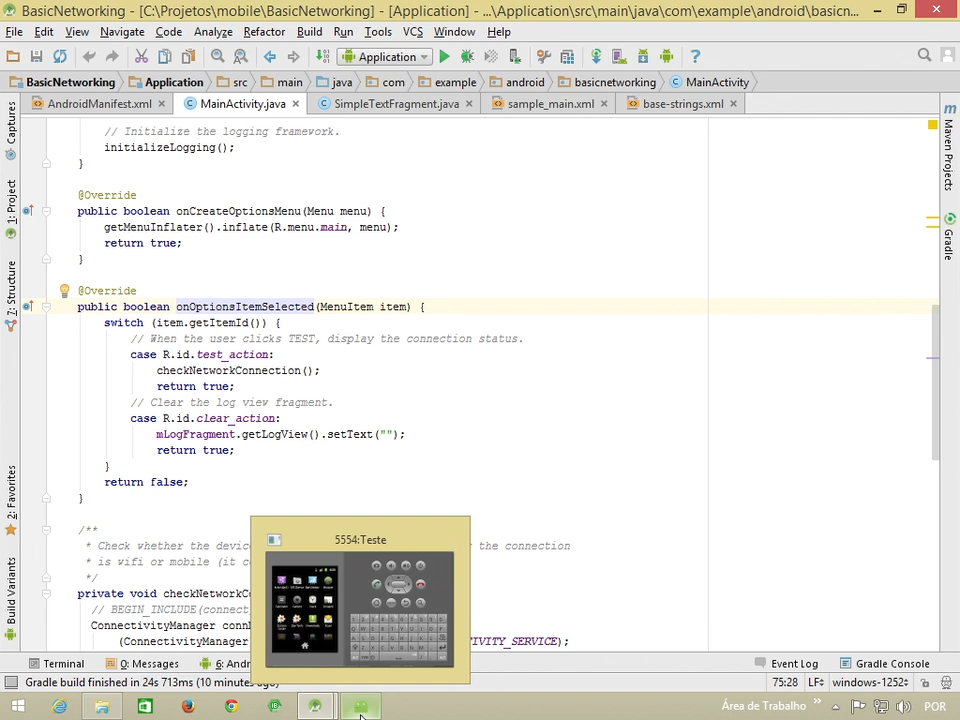 BasicNetworking - [C:\Projetos\mobile\BasicNetworking] - [Application] - ...\Application\src\main\java\com\example\android\basicn...
File Edit View Navigate Code Analyze Refactor Build Run Tools VCS Window Help
Application
BasicNetworking Application src main java com example android basicnetworking MainActivity
AndroidManifest.xml MainActivity.java SimpleTextFragment.java sample_main.xml base-strings.xml
Captures
1: Project
Z: Structure
2: Favorites
Build Variants
Maven Projects
Gradle
// Initialize the logging framework.
initializeLogging();
}
@Override
public boolean onCreateOptionsMenu(Menu menu) {
getMenuInflater().inflate(R.menu.main, menu);
return true;
}
@Override
public boolean onOptionsItemSelected(MenuItem item) {
switch (item.getItemId()) {
// When the user clicks TEST, display the connection status.
case R.id.test_action:
checkNetworkConnection();
return true;
// Clear the log view fragment.
case R.id.clear_action:
mLogFragment.getLogView().setText("");
return true;
}
return false;
}
/**
* Check whether the devic the connection
* is wifi or mobile (it c
*/
private void checkNetworkCo
// BEGIN_INCLUDE(connect
ConnectivityManager conn
(ConnectivityManager TIVITY_SERVICE);
5554:Teste
Terminal 0: Messages 6: Andr Event Log Gradle Console
Gradle build finished in 24s 713ms (10 minutes ago) 75:28 LF windows-1252
Área de Trabalho POR